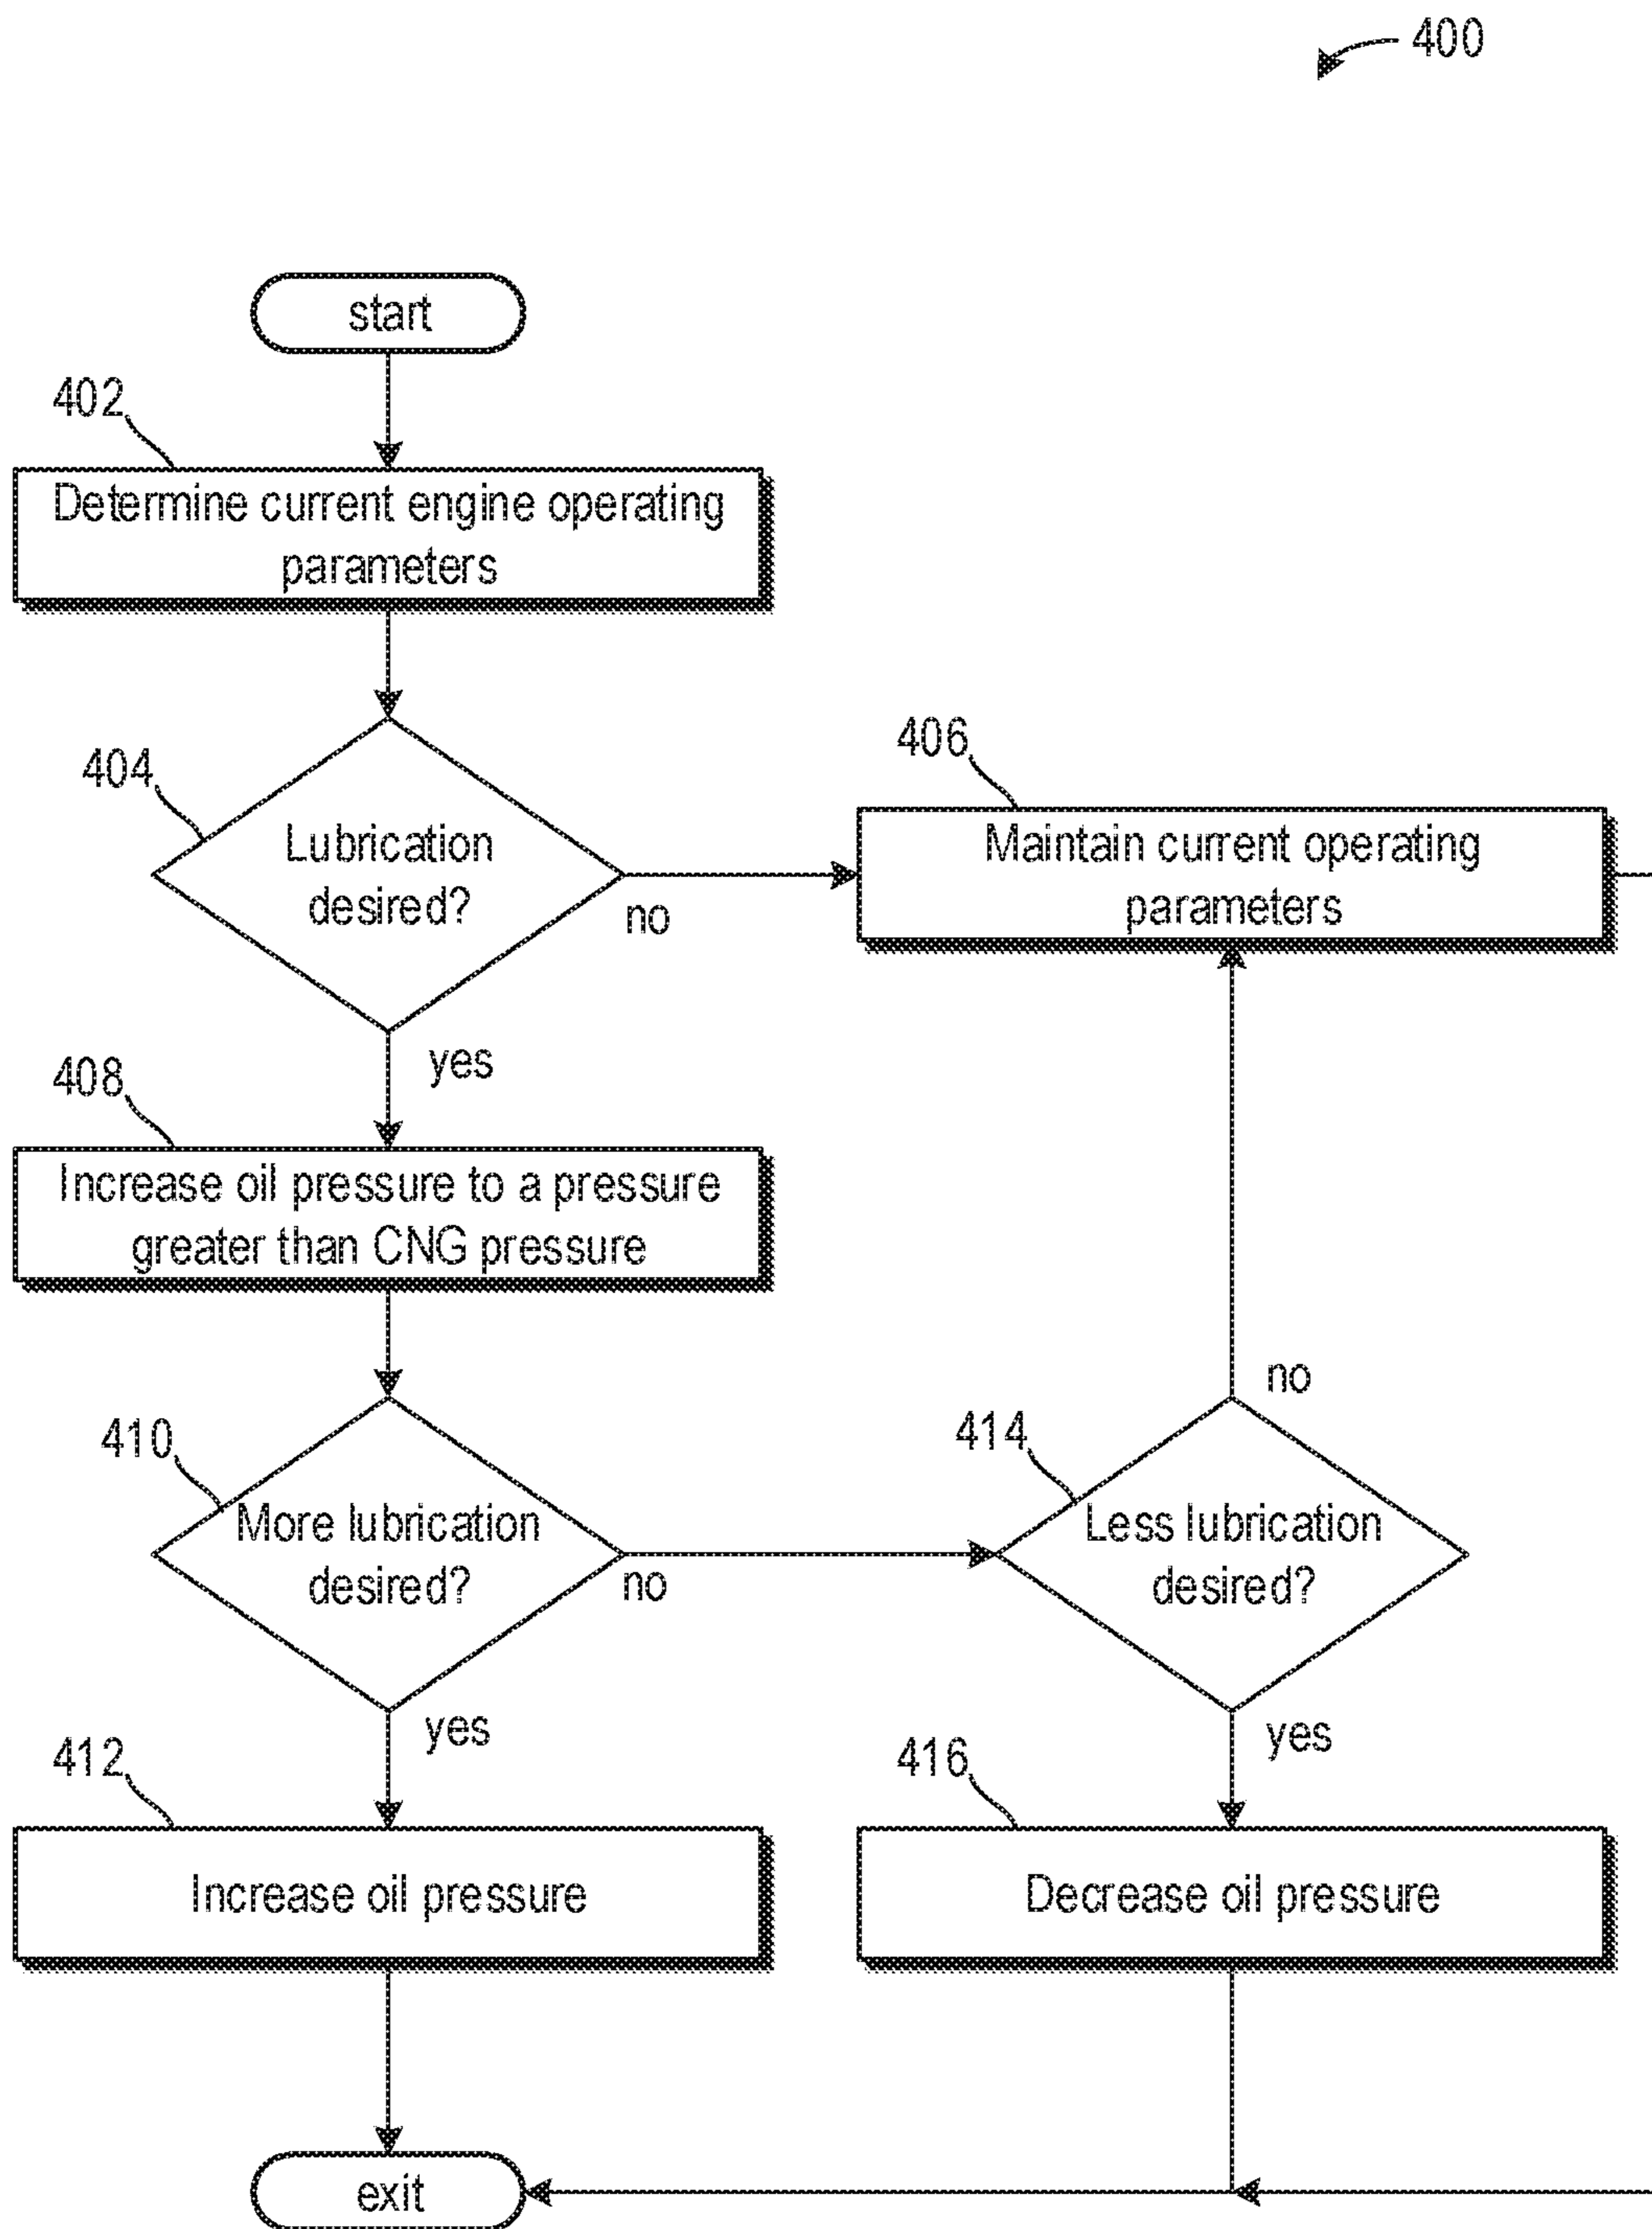 400
start
402
Determine current engine operating
parameters
404
Lubrication
desired?
no
406
Maintain current operating
parameters
yes
408
Increase oil pressure to a pressure
greater than CNG pressure
410
More lubrication
desired?
no
414
Less lubrication
desired?
no
yes
412
Increase oil pressure
yes
416
Decrease oil pressure
exit